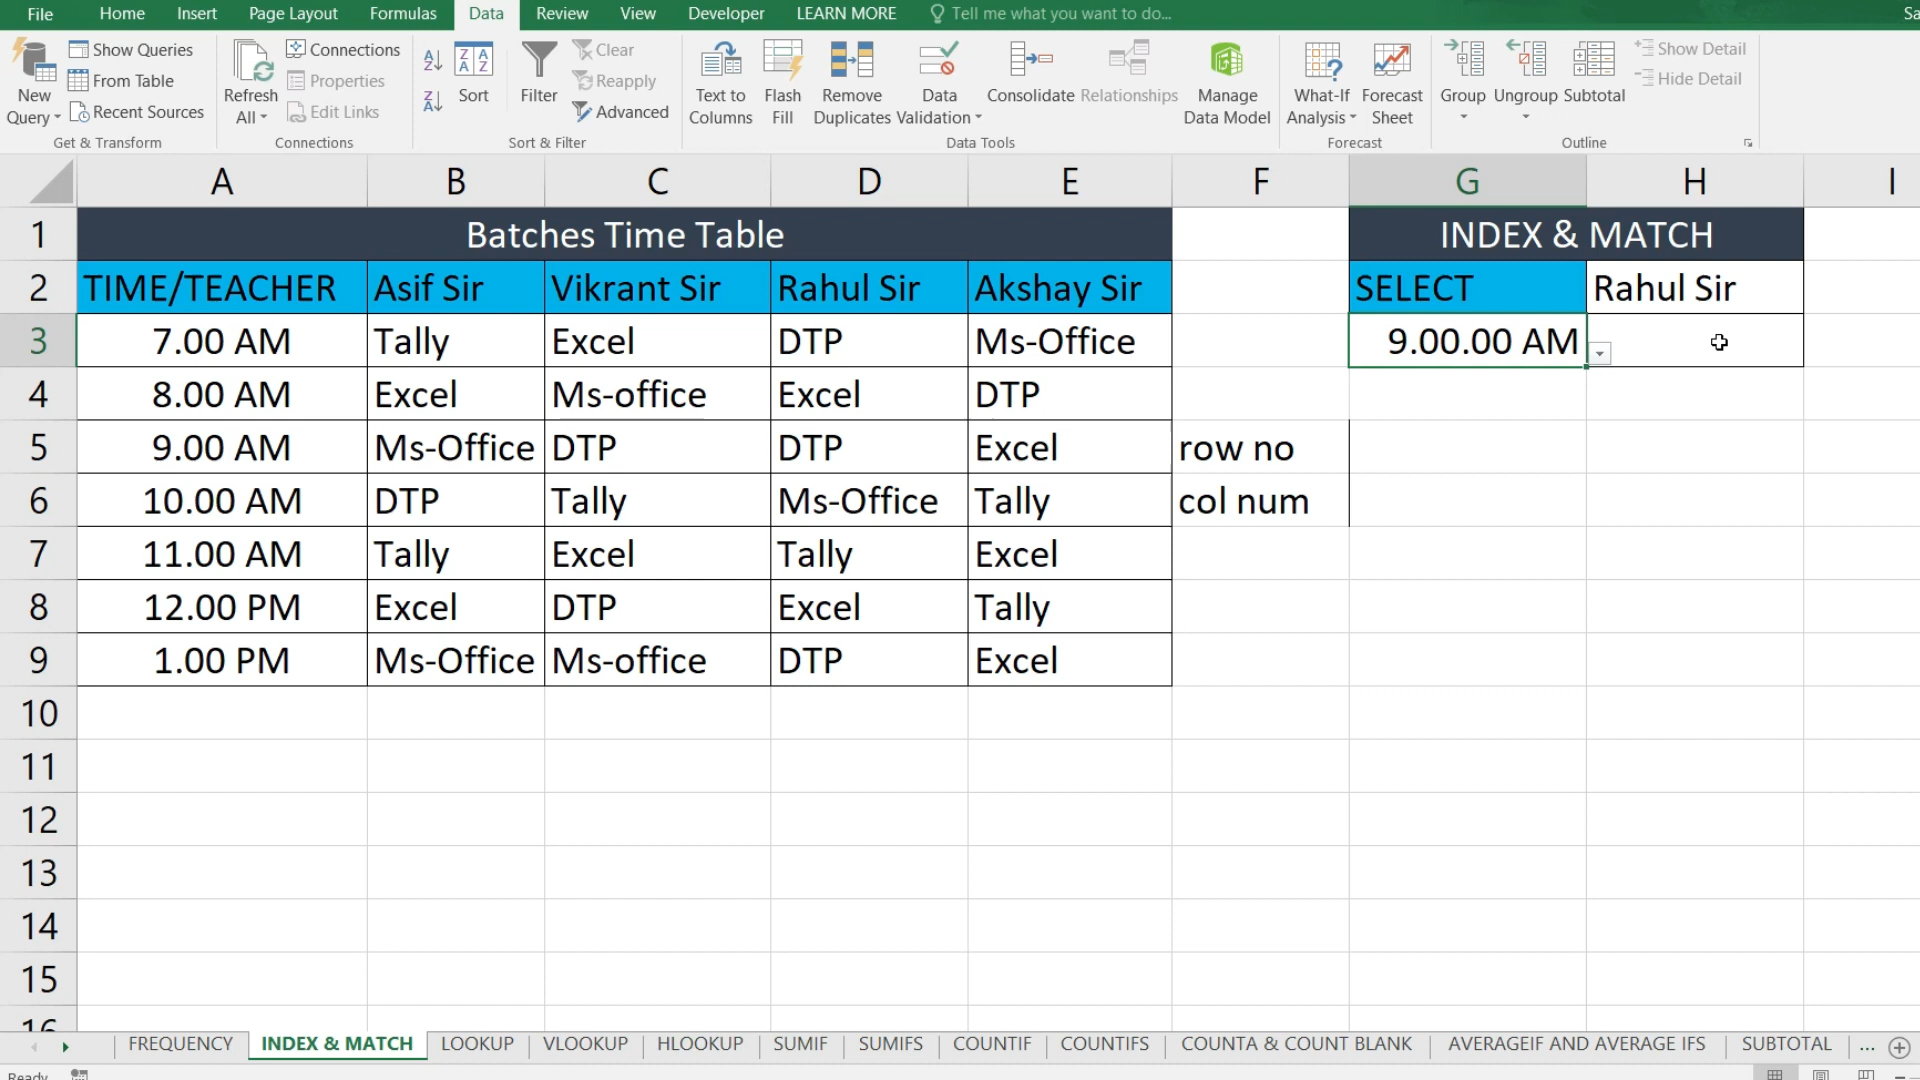 File Home Insert Page Layout Formulas Data Review View Developer LEARN MORE Tell me what you want to do... Sa
New Query
Show Queries
From Table
Recent Sources
Get & Transform
Refresh All
Connections
Properties
Edit Links
Connections
Sort
Filter
Clear
Reapply
Advanced
Sort & Filter
Text to Columns
Flash Fill
Remove Duplicates
Data Validation
Consolidate
Relationships
Manage Data Model
Data Tools
What-If Analysis
Forecast Sheet
Forecast
Group
Ungroup
Subtotal
Show Detail
Hide Detail
Outline
A B C D E F G H I
1 Batches Time Table INDEX & MATCH
2 TIME/TEACHER Asif Sir Vikrant Sir Rahul Sir Akshay Sir SELECT Rahul Sir
3 7.00 AM Tally Excel DTP Ms-Office 9.00.00 AM
4 8.00 AM Excel Ms-office Excel DTP
5 9.00 AM Ms-Office DTP DTP Excel row no
6 10.00 AM DTP Tally Ms-Office Tally col num
7 11.00 AM Tally Excel Tally Excel
8 12.00 PM Excel DTP Excel Tally
9 1.00 PM Ms-Office Ms-office DTP Excel
10
11
12
13
14
15
16
FREQUENCY INDEX & MATCH LOOKUP VLOOKUP HLOOKUP SUMIF SUMIFS COUNTIF COUNTIFS COUNTA & COUNT BLANK AVERAGEIF AND AVERAGE IFS SUBTOTAL ...
Ready